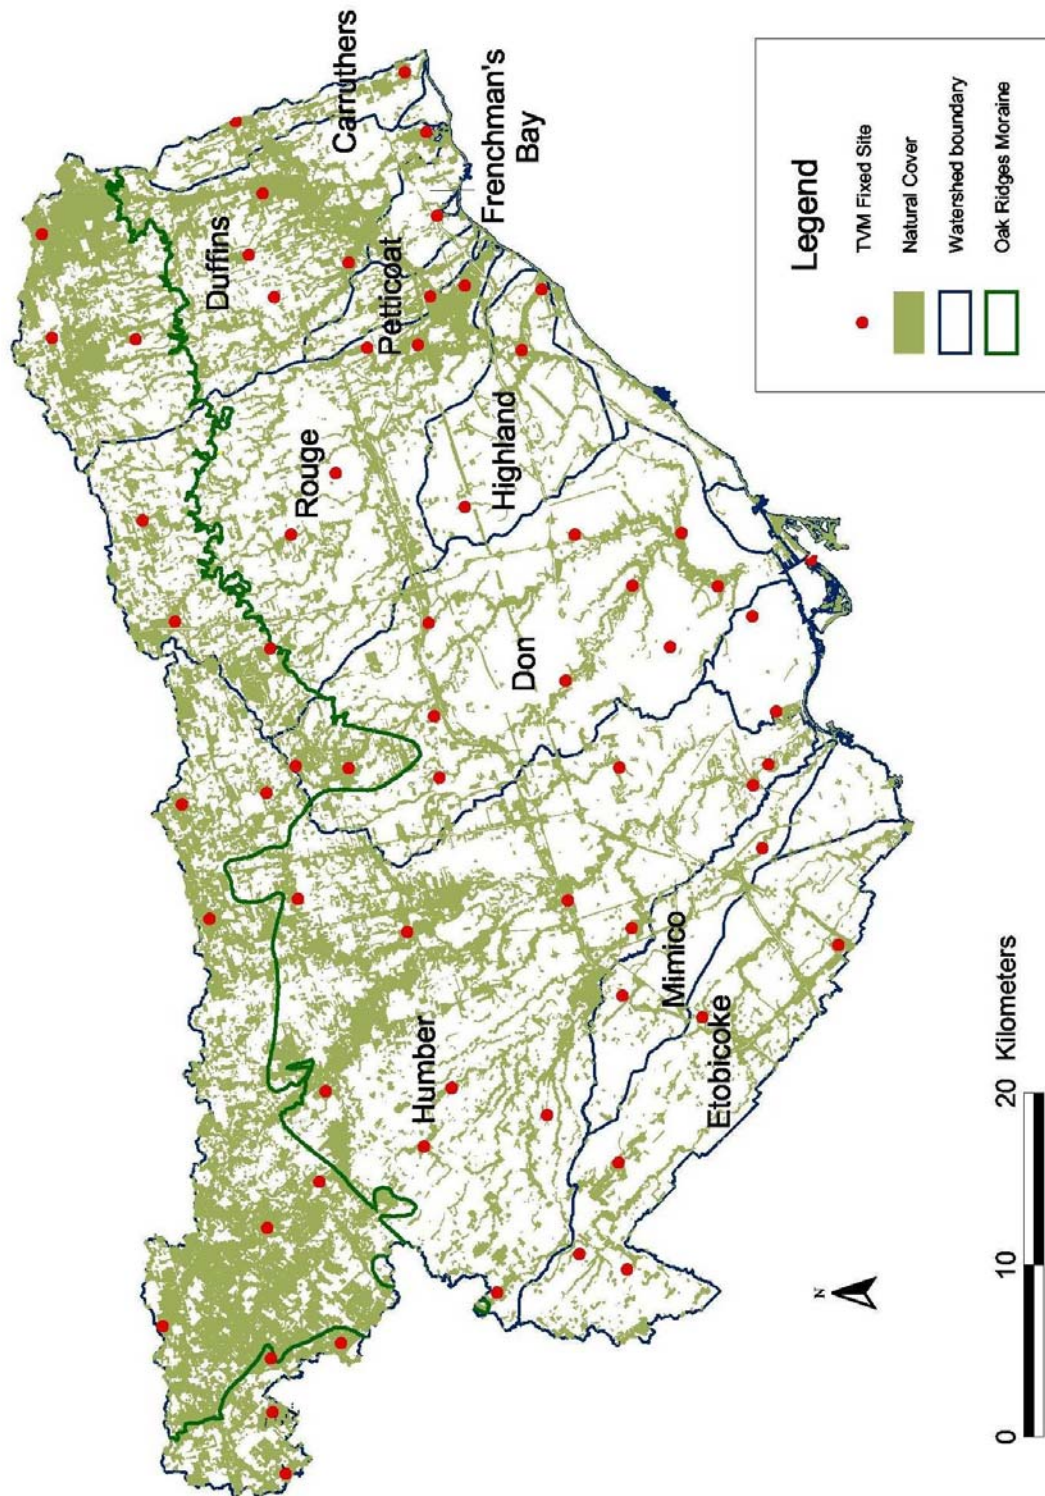 Carruthers
Frenchman's
Bay
Duffins
Petticoat
Rouge
Highland
Don
Humber
Mimico
Etobicoke
Legend
TVM Fixed Site
Natural Cover
Watershed boundary
Oak Ridges Moraine
N
0
10
20 Kilometers